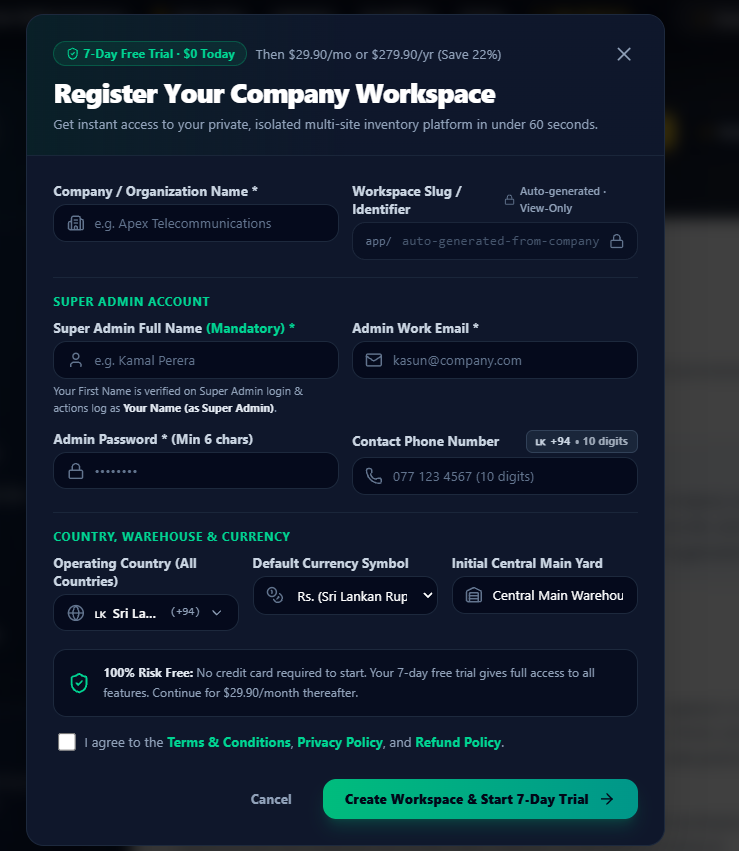 7-Day Free Trial · $0 Today Then $29.90/mo or $279.90/yr (Save 22%)
Register Your Company Workspace
Get instant access to your private, isolated multi-site inventory platform in under 60 seconds.
Company / Organization Name *
e.g. Apex Telecommunications
Workspace Slug /
Identifier
Auto-generated ·
View-Only
app/ auto-generated-from-company
SUPER ADMIN ACCOUNT
Super Admin Full Name (Mandatory) *
e.g. Kamal Perera
Your First Name is verified on Super Admin login &
actions log as Your Name (as Super Admin).
Admin Work Email *
kasun@company.com
Admin Password * (Min 6 chars)
••••••••
Contact Phone Number
LK +94 • 10 digits
077 123 4567 (10 digits)
COUNTRY, WAREHOUSE & CURRENCY
Operating Country (All
Countries)
LK Sri La... (+94)
Default Currency Symbol
Rs. (Sri Lankan Rup
Initial Central Main Yard
Central Main Warehou
100% Risk Free: No credit card required to start. Your 7-day free trial gives full access to all
features. Continue for $29.90/month thereafter.
I agree to the Terms & Conditions, Privacy Policy, and Refund Policy.
Cancel
Create Workspace & Start 7-Day Trial →